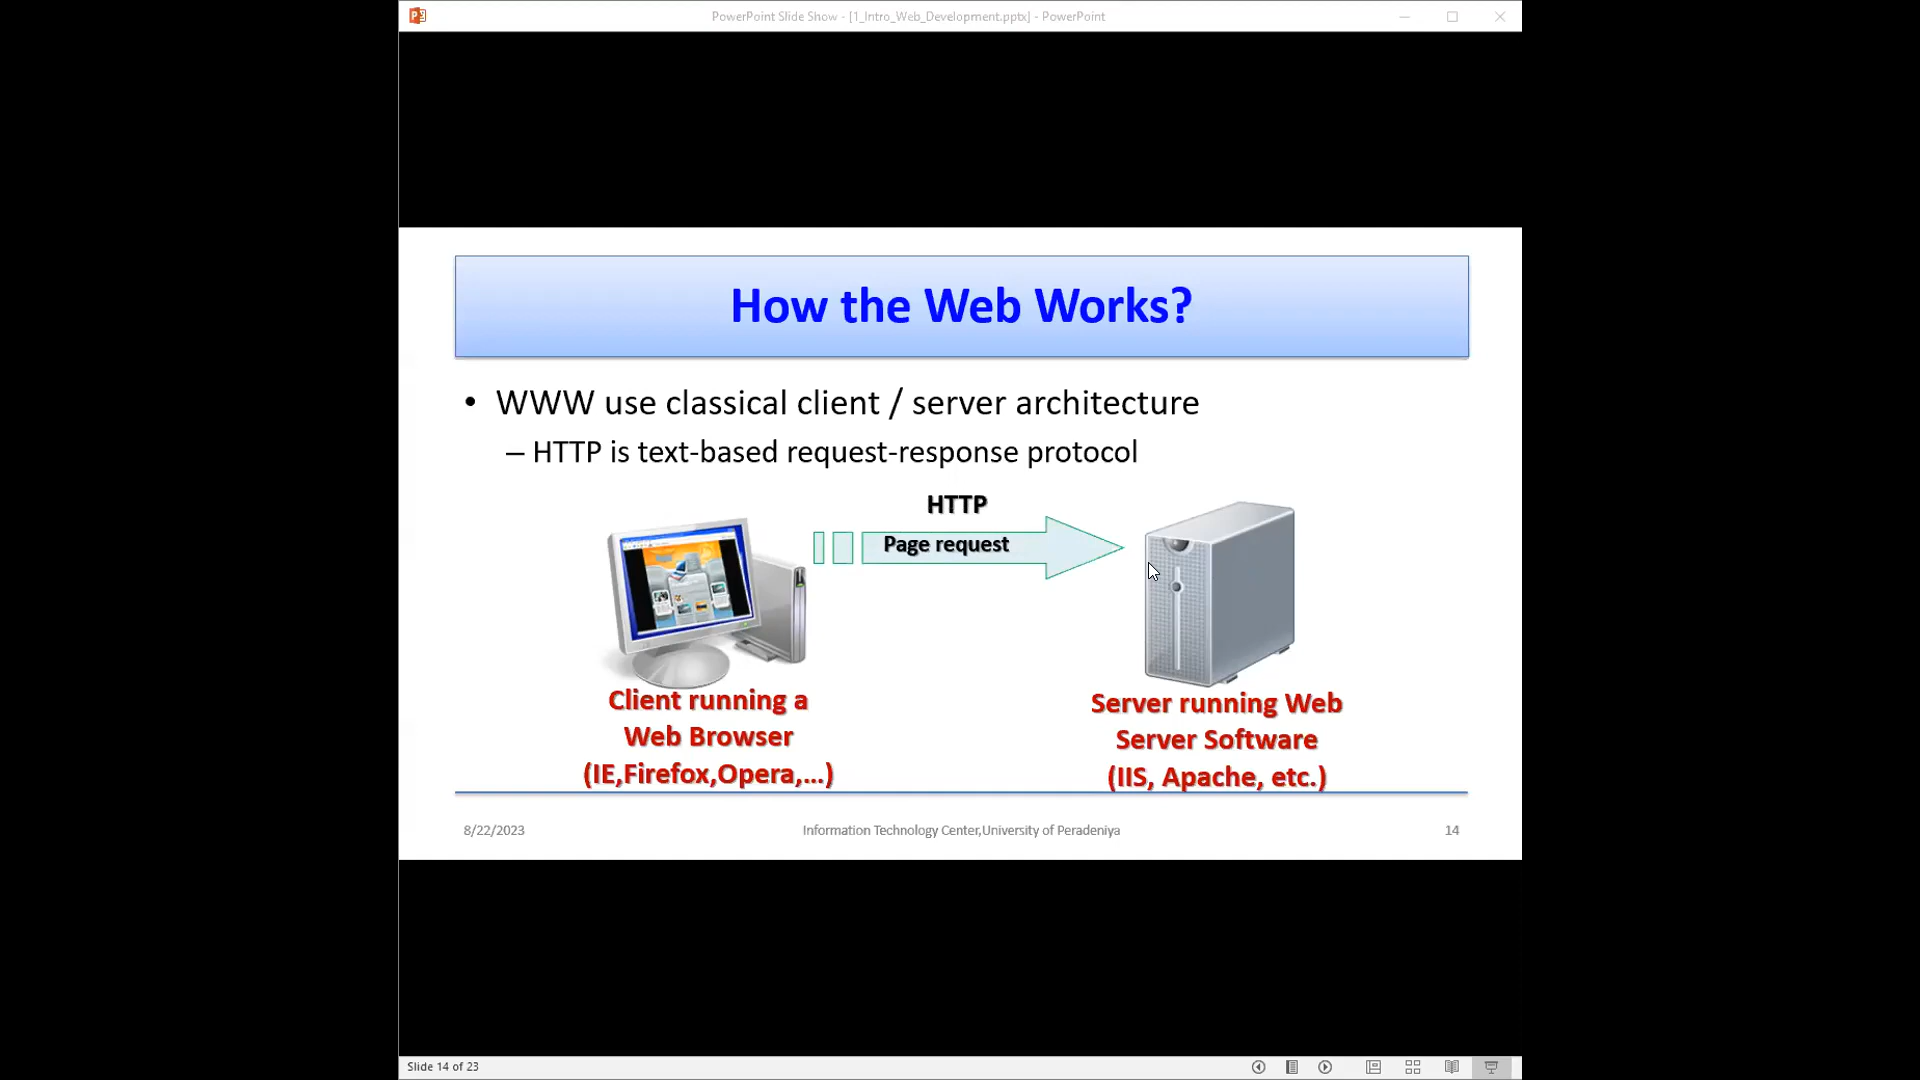 PowerPoint Slide Show - [1_Intro_Web_Development.pptx] - PowerPoint
How the Web Works?
• WWW use classical client / server architecture
– HTTP is text-based request-response protocol
HTTP
Page request
Client running a
Web Browser
(IE,Firefox,Opera,...)
Server running Web
Server Software
(IIS, Apache, etc.)
8/22/2023
Information Technology Center,University of Peradeniya
14
Slide 14 of 23